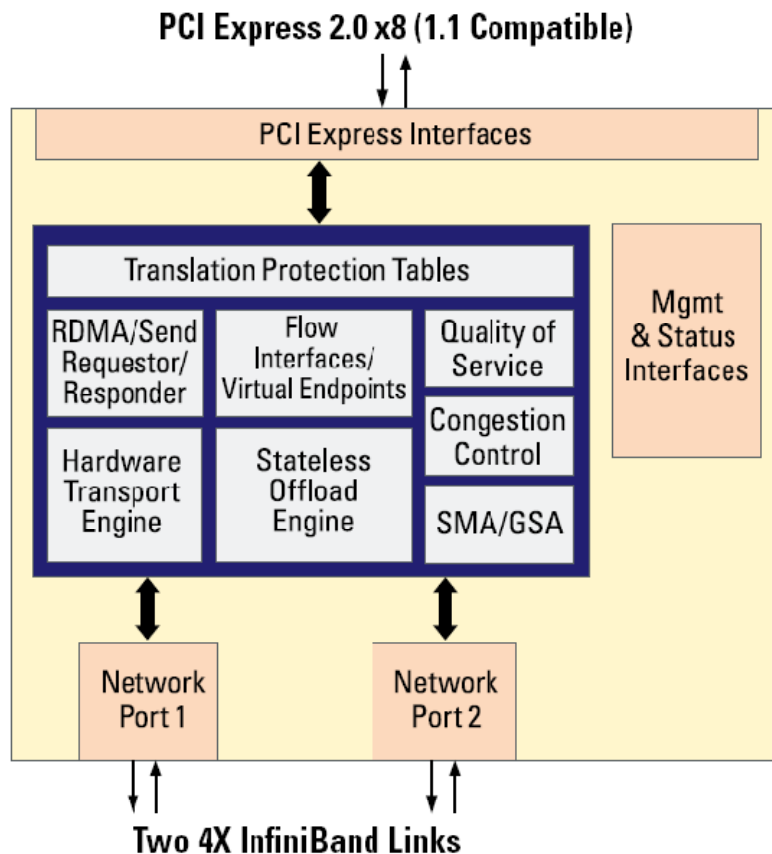 PCI Express 2.0 x8 (1.1 Compatible)
PCI Express Interfaces
Translation Protection Tables
RDMA/Send
Requestor/
Responder
Flow
Interfaces/
Virtual Endpoints
Quality of
Service
Congestion
Control
Hardware
Transport
Engine
Stateless
Offload
Engine
SMA/GSA
Mgmt
& Status
Interfaces
Network
Port 1
Network
Port 2
Two 4X InfiniBand Links